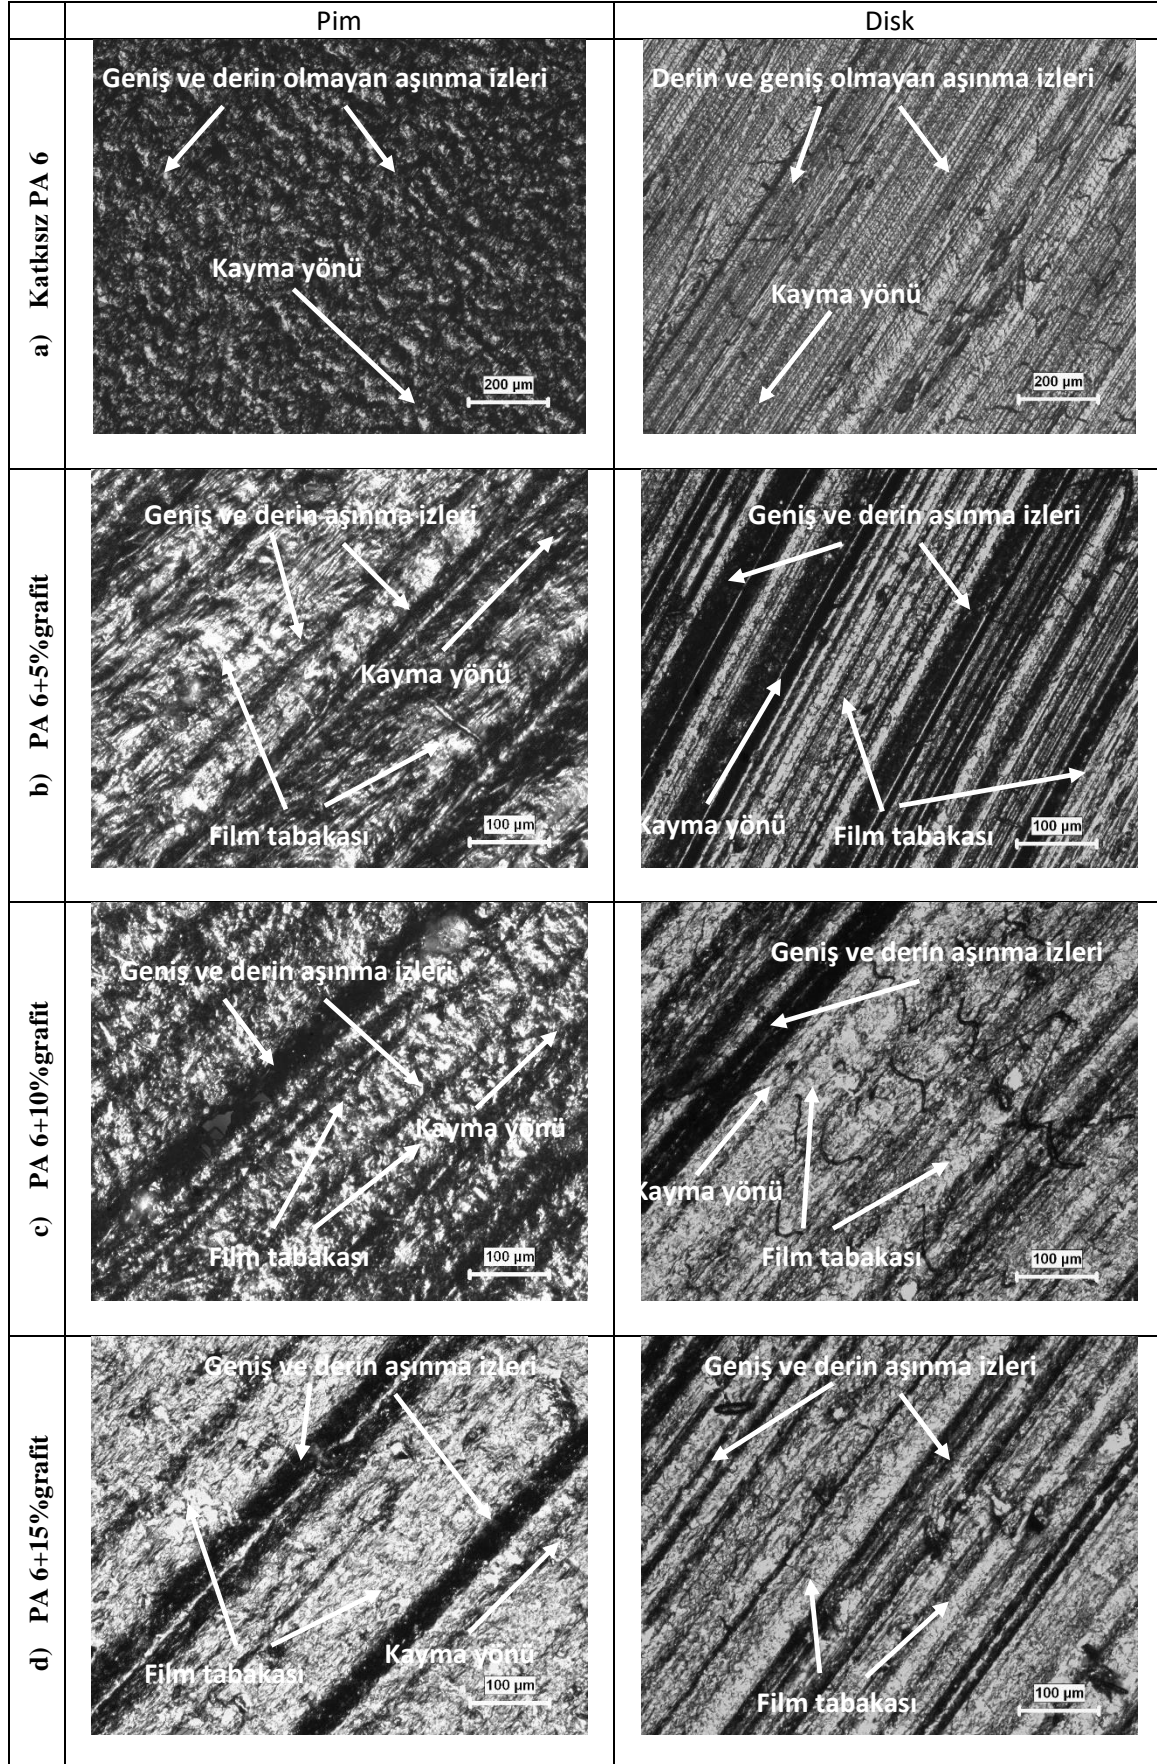 Pim
Disk
a) Katkısız PA 6
Geniş ve derin olmayan aşınma izleri
Kayma yönü
200 µm
Derin ve geniş olmayan aşınma izleri
Kayma yönü
200 µm
b) PA 6+5%grafit
Geniş ve derin aşınma izleri
Kayma yönü
Film tabakası
100 µm
Geniş ve derin aşınma izleri
Kayma yönü
Film tabakası
100 µm
c) PA 6+10%grafit
Geniş ve derin aşınma izleri
Kayma yönü
Film tabakası
100 µm
Geniş ve derin aşınma izleri
Kayma yönü
Film tabakası
100 µm
d) PA 6+15%grafit
Geniş ve derin aşınma izleri
Kayma yönü
Film tabakası
100 µm
Geniş ve derin aşınma izleri
Film tabakası
100 µm